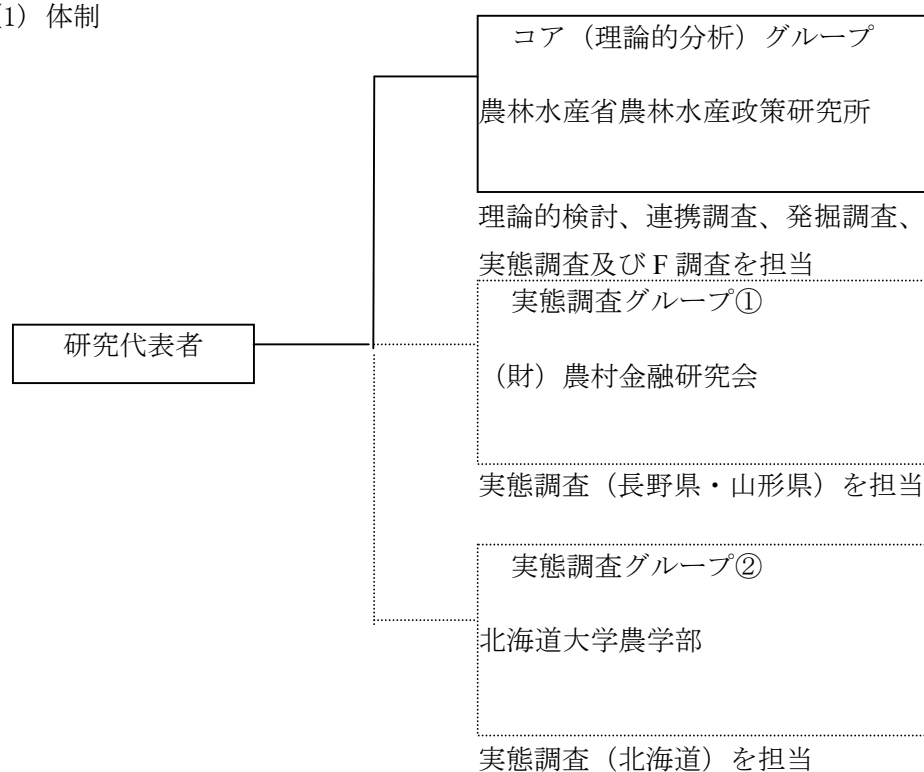 (1) 体制
コア（理論的分析）グループ
農林水産省農林水産政策研究所
理論的検討、連携調査、発掘調査、
実態調査及び F 調査を担当
研究代表者
実態調査グループ①
（財）農村金融研究会
実態調査（長野県・山形県）を担当
実態調査グループ②
北海道大学農学部
実態調査（北海道）を担当